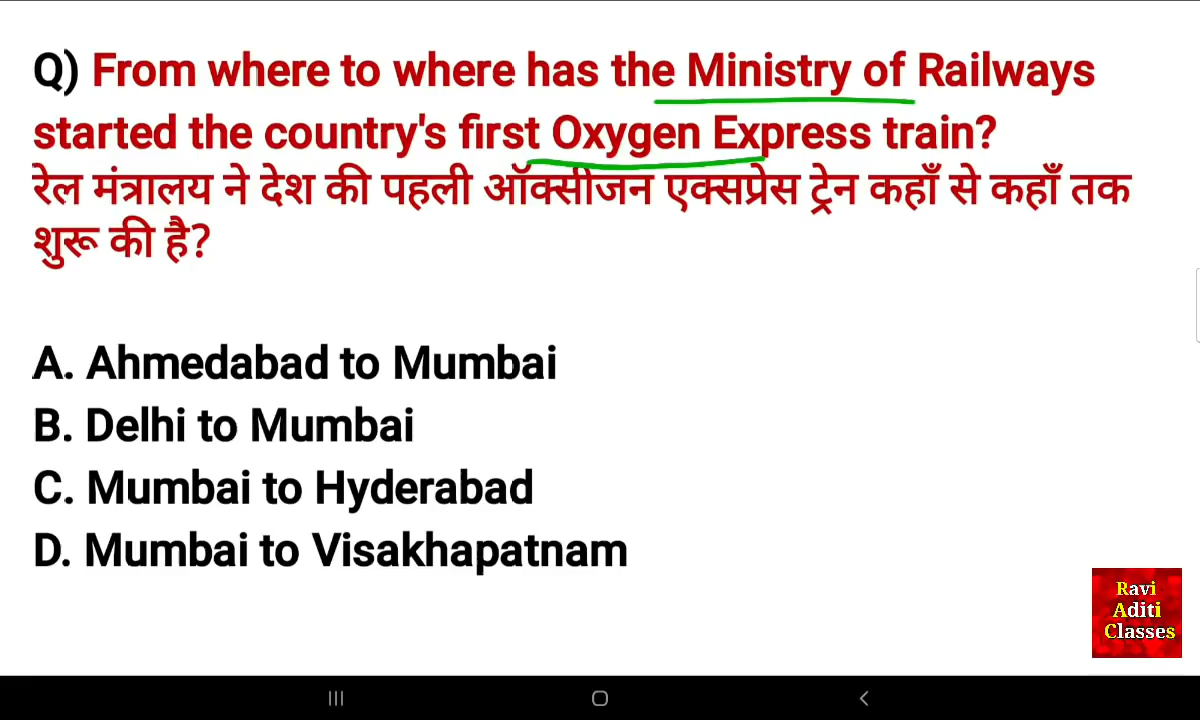 Q) From where to where has the Ministry of Railways
started the country's first Oxygen Express train?
रेल मंत्रालय ने देश की पहली ऑक्सीजन एक्सप्रेस ट्रेन कहाँ से कहाँ तक
शुरू की है?
A. Ahmedabad to Mumbai
B. Delhi to Mumbai
C. Mumbai to Hyderabad
D. Mumbai to Visakhapatnam
Ravi
Aditi
Classes